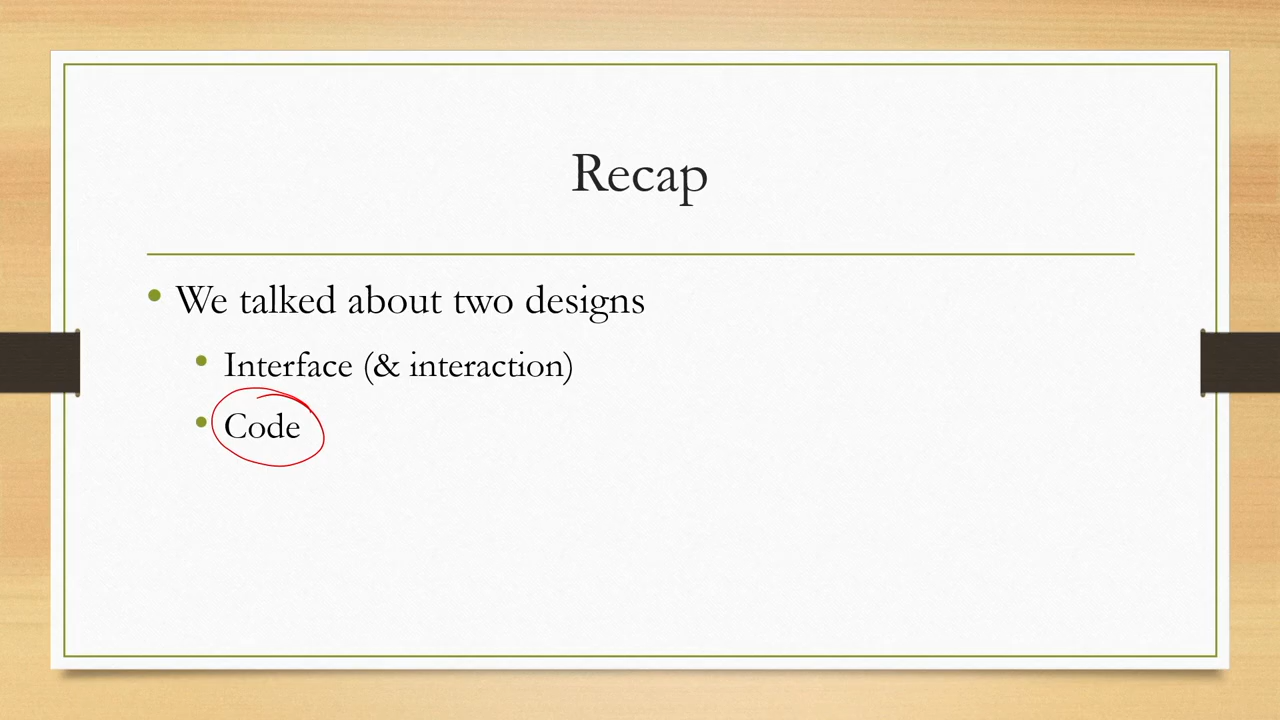 Recap
• We talked about two designs
• Interface (& interaction)
• Code